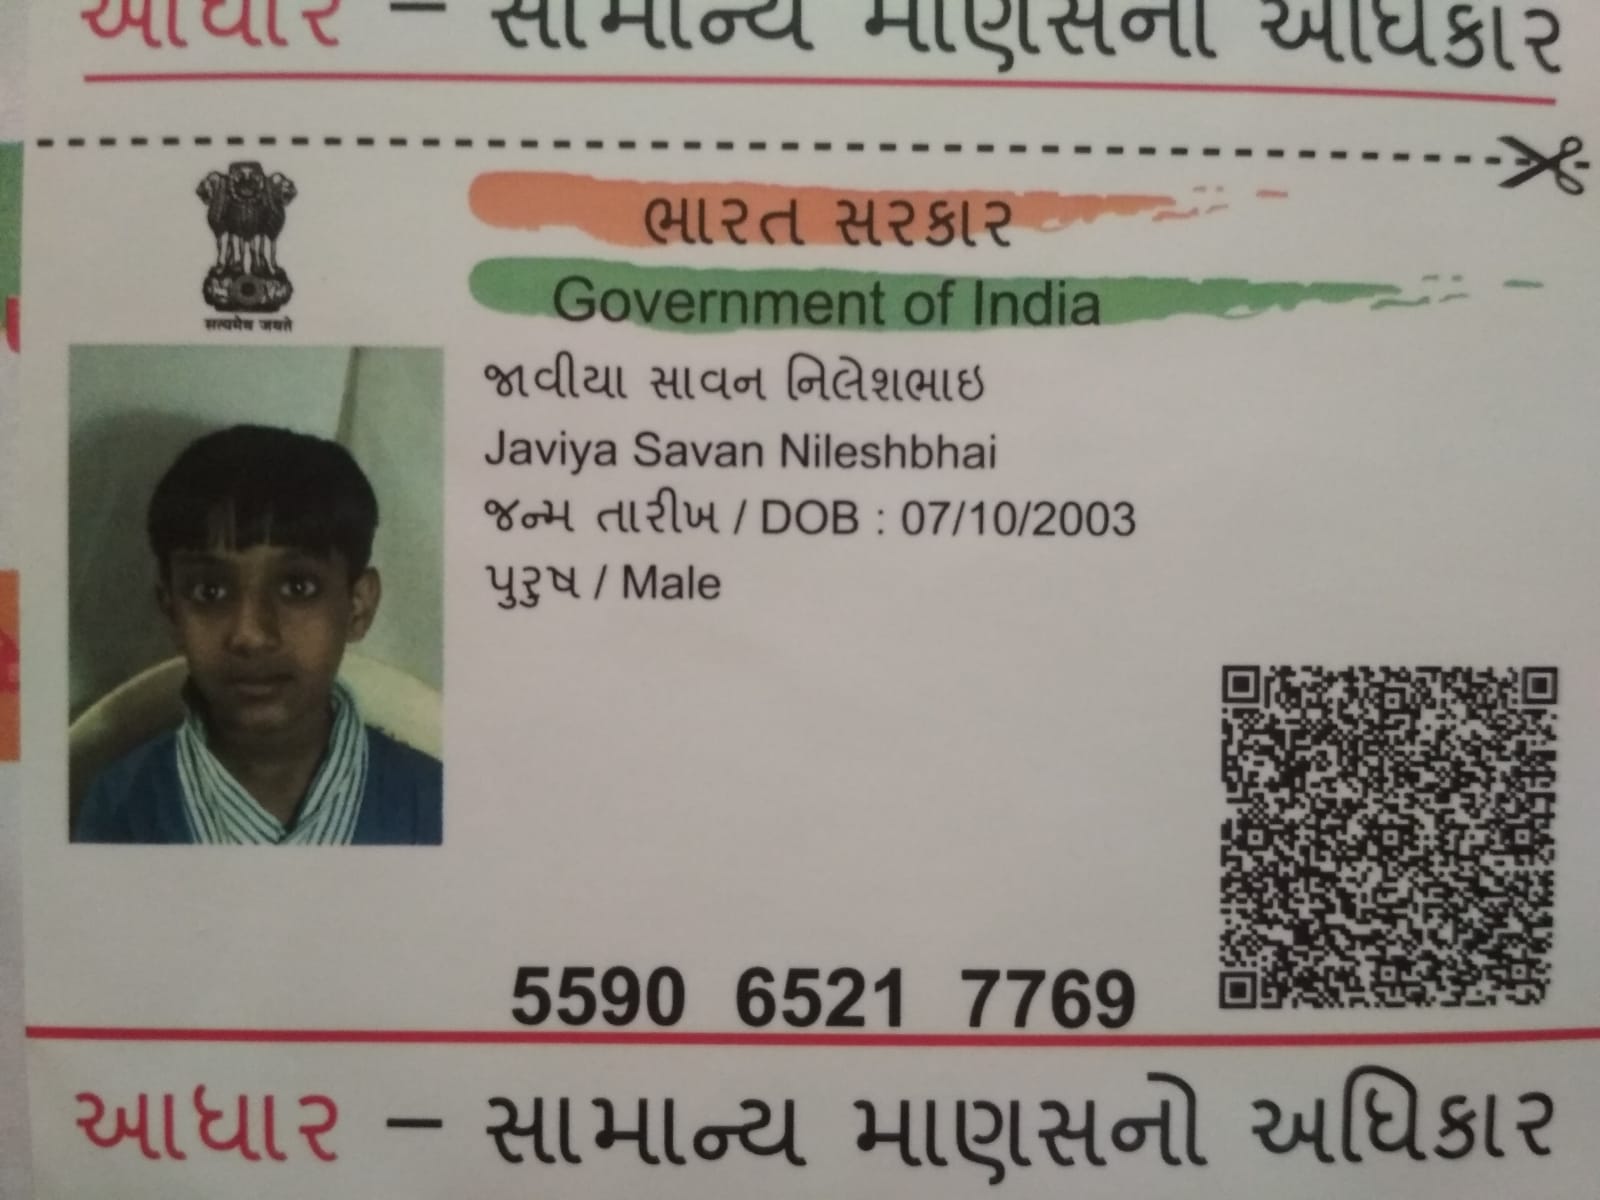 આધાર – સામાન્ય માણસનો અધિકાર
ભારત સરકાર
Government of India
सत्यमेव जयते
જાવીયા સાવન નિલેશભાઇ
Javiya Savan Nileshbhai
જન્મ તારીખ / DOB : 07/10/2003
પુરુષ / Male
5590 6521 7769
આધાર – સામાન્ય માણસનો અધિકાર